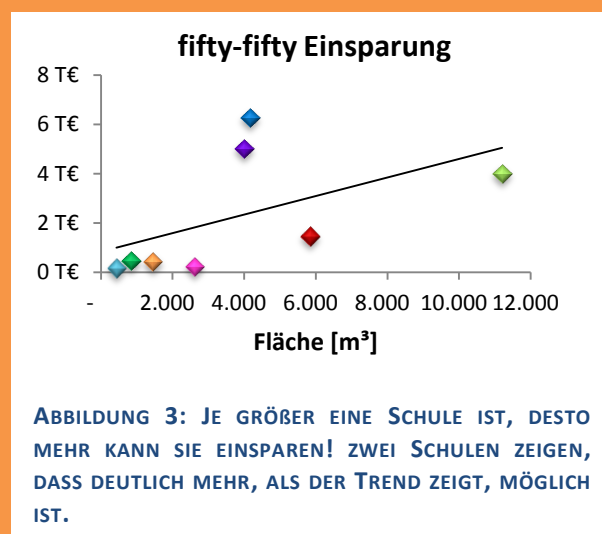 fifty-fifty Einsparung
8 T€
6 T€
4 T€
2 T€
0 T€
- 2.000 4.000 6.000 8.000 10.000 12.000
Fläche [m³]
ABBILDUNG 3: JE GRÖßER EINE SCHULE IST, DESTO
MEHR KANN SIE EINSPAREN! ZWEI SCHULEN ZEIGEN,
DASS DEUTLICH MEHR, ALS DER TREND ZEIGT, MÖGLICH
IST.